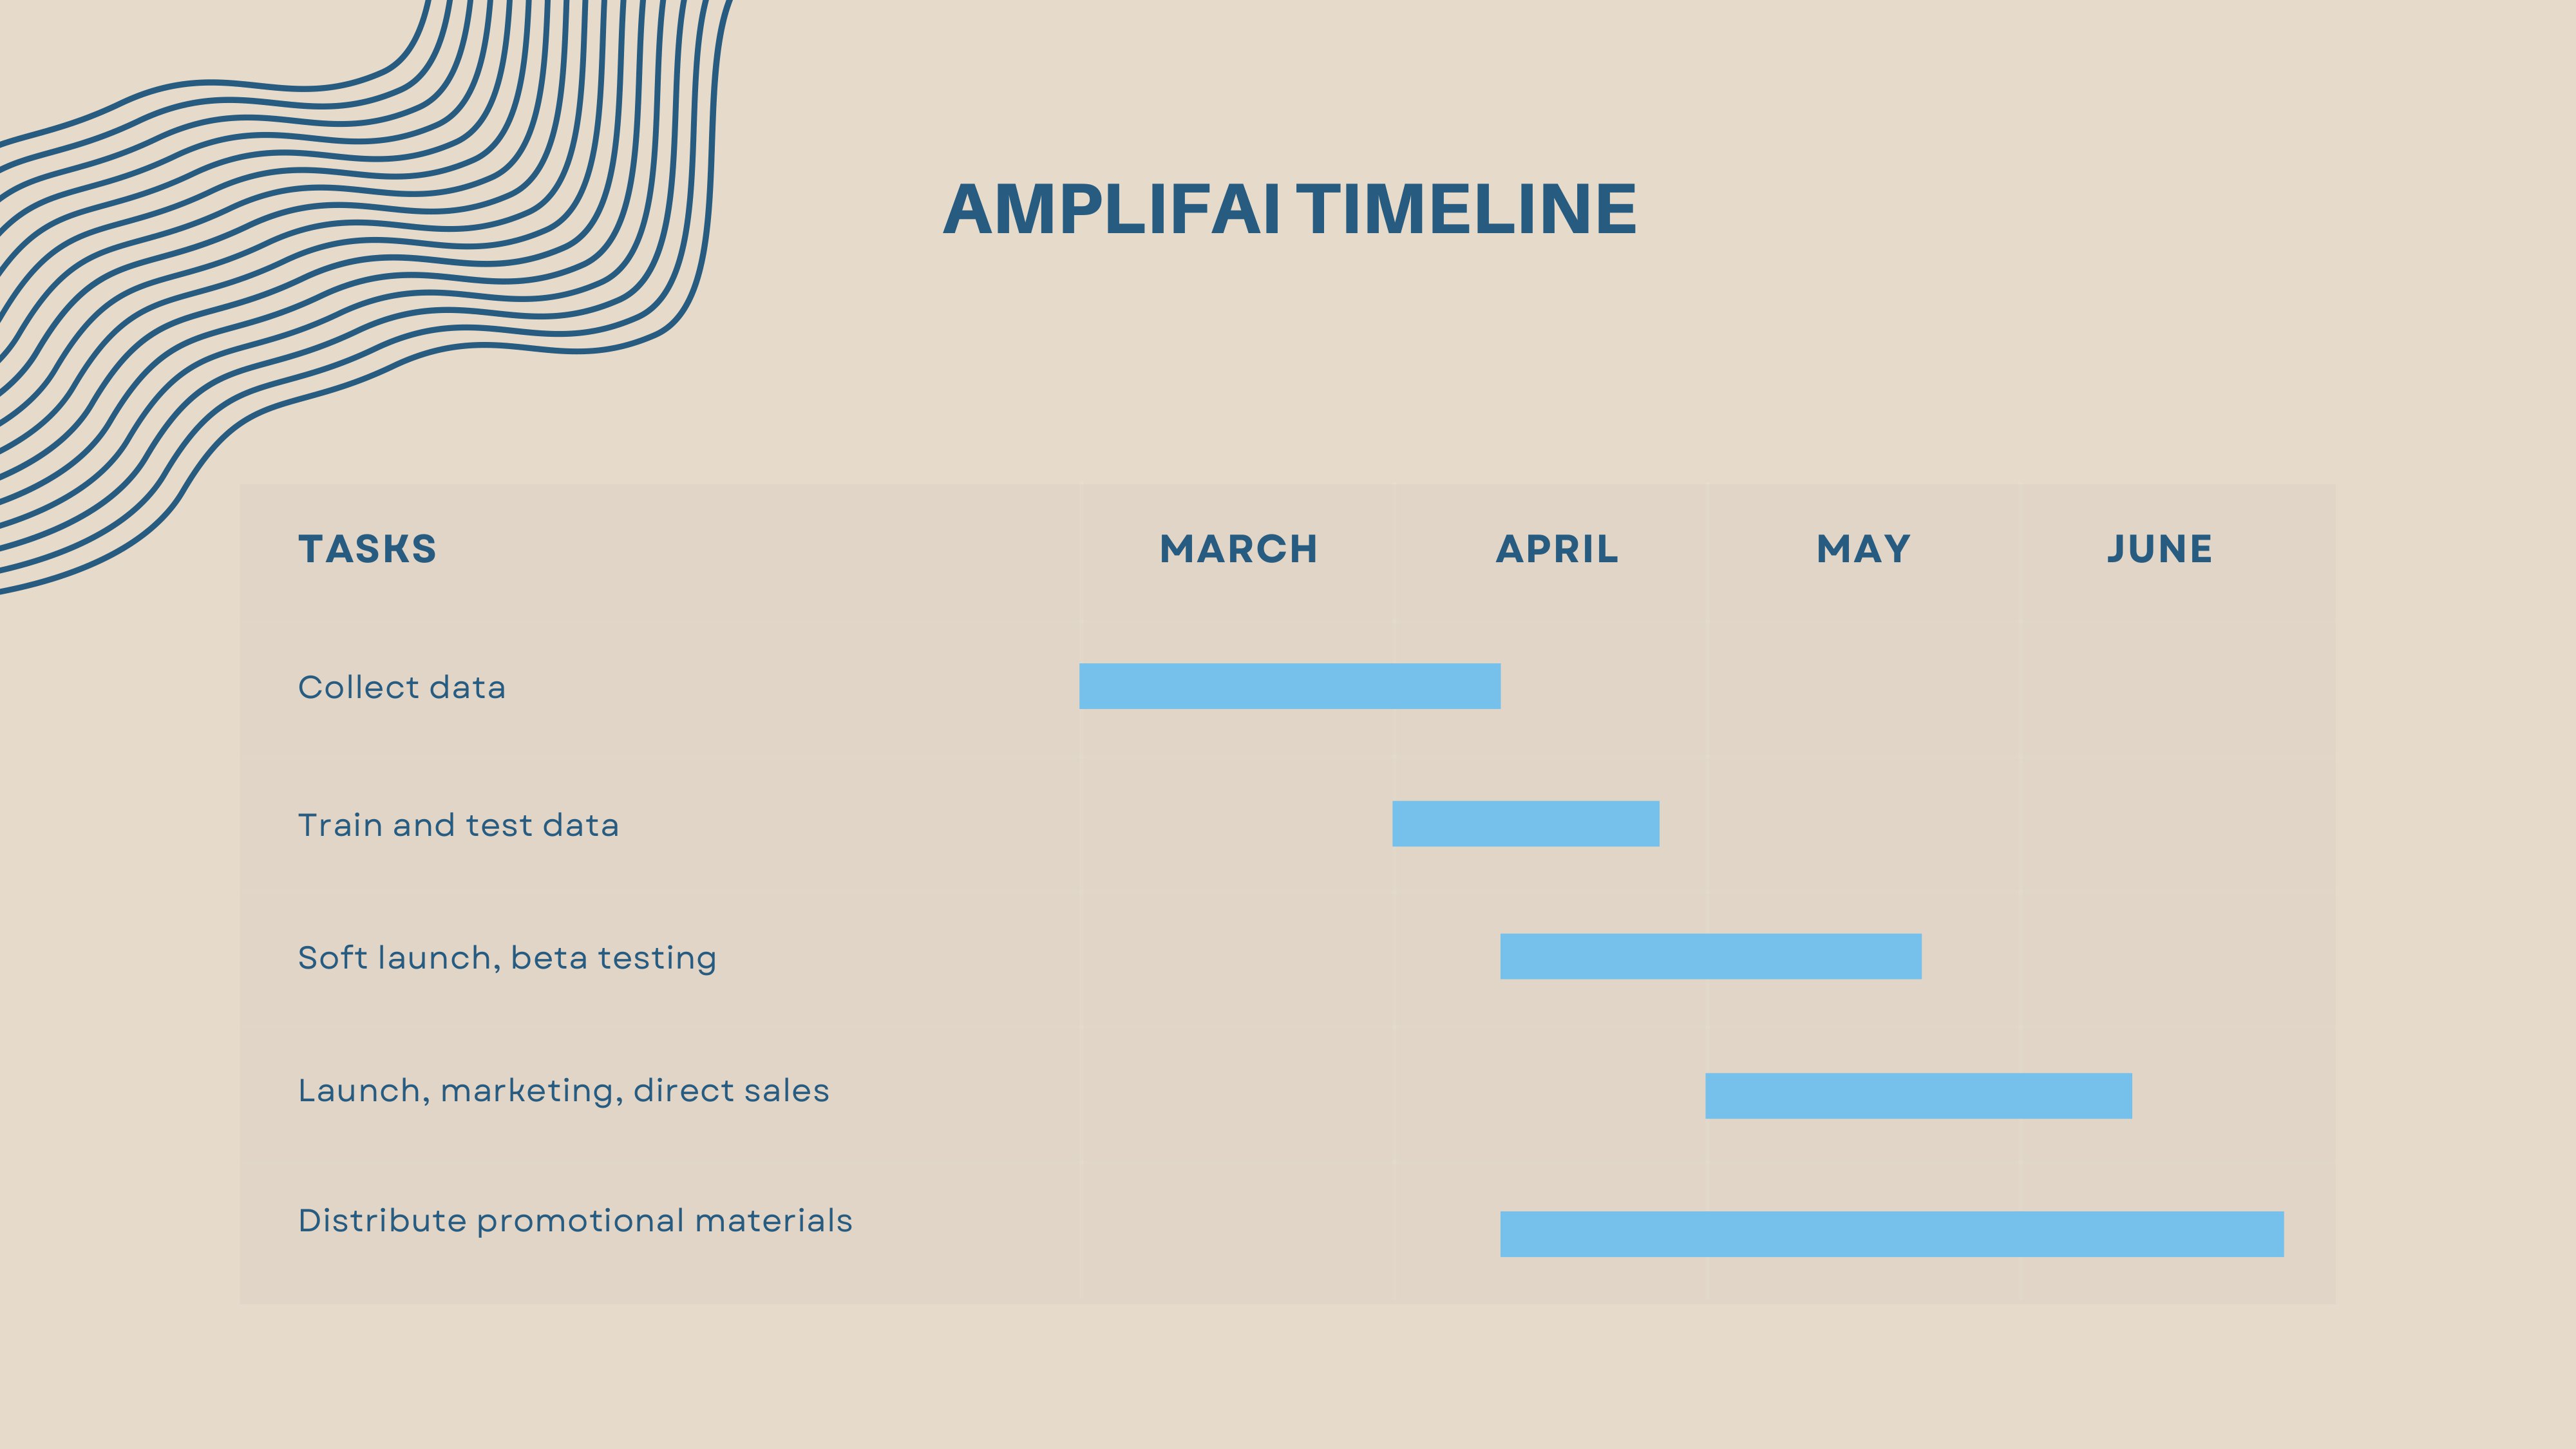 AMPLIFAI TIMELINE
TASKS MARCH APRIL MAY JUNE
Collect data
Train and test data
Soft launch, beta testing
Launch, marketing, direct sales
Distribute promotional materials